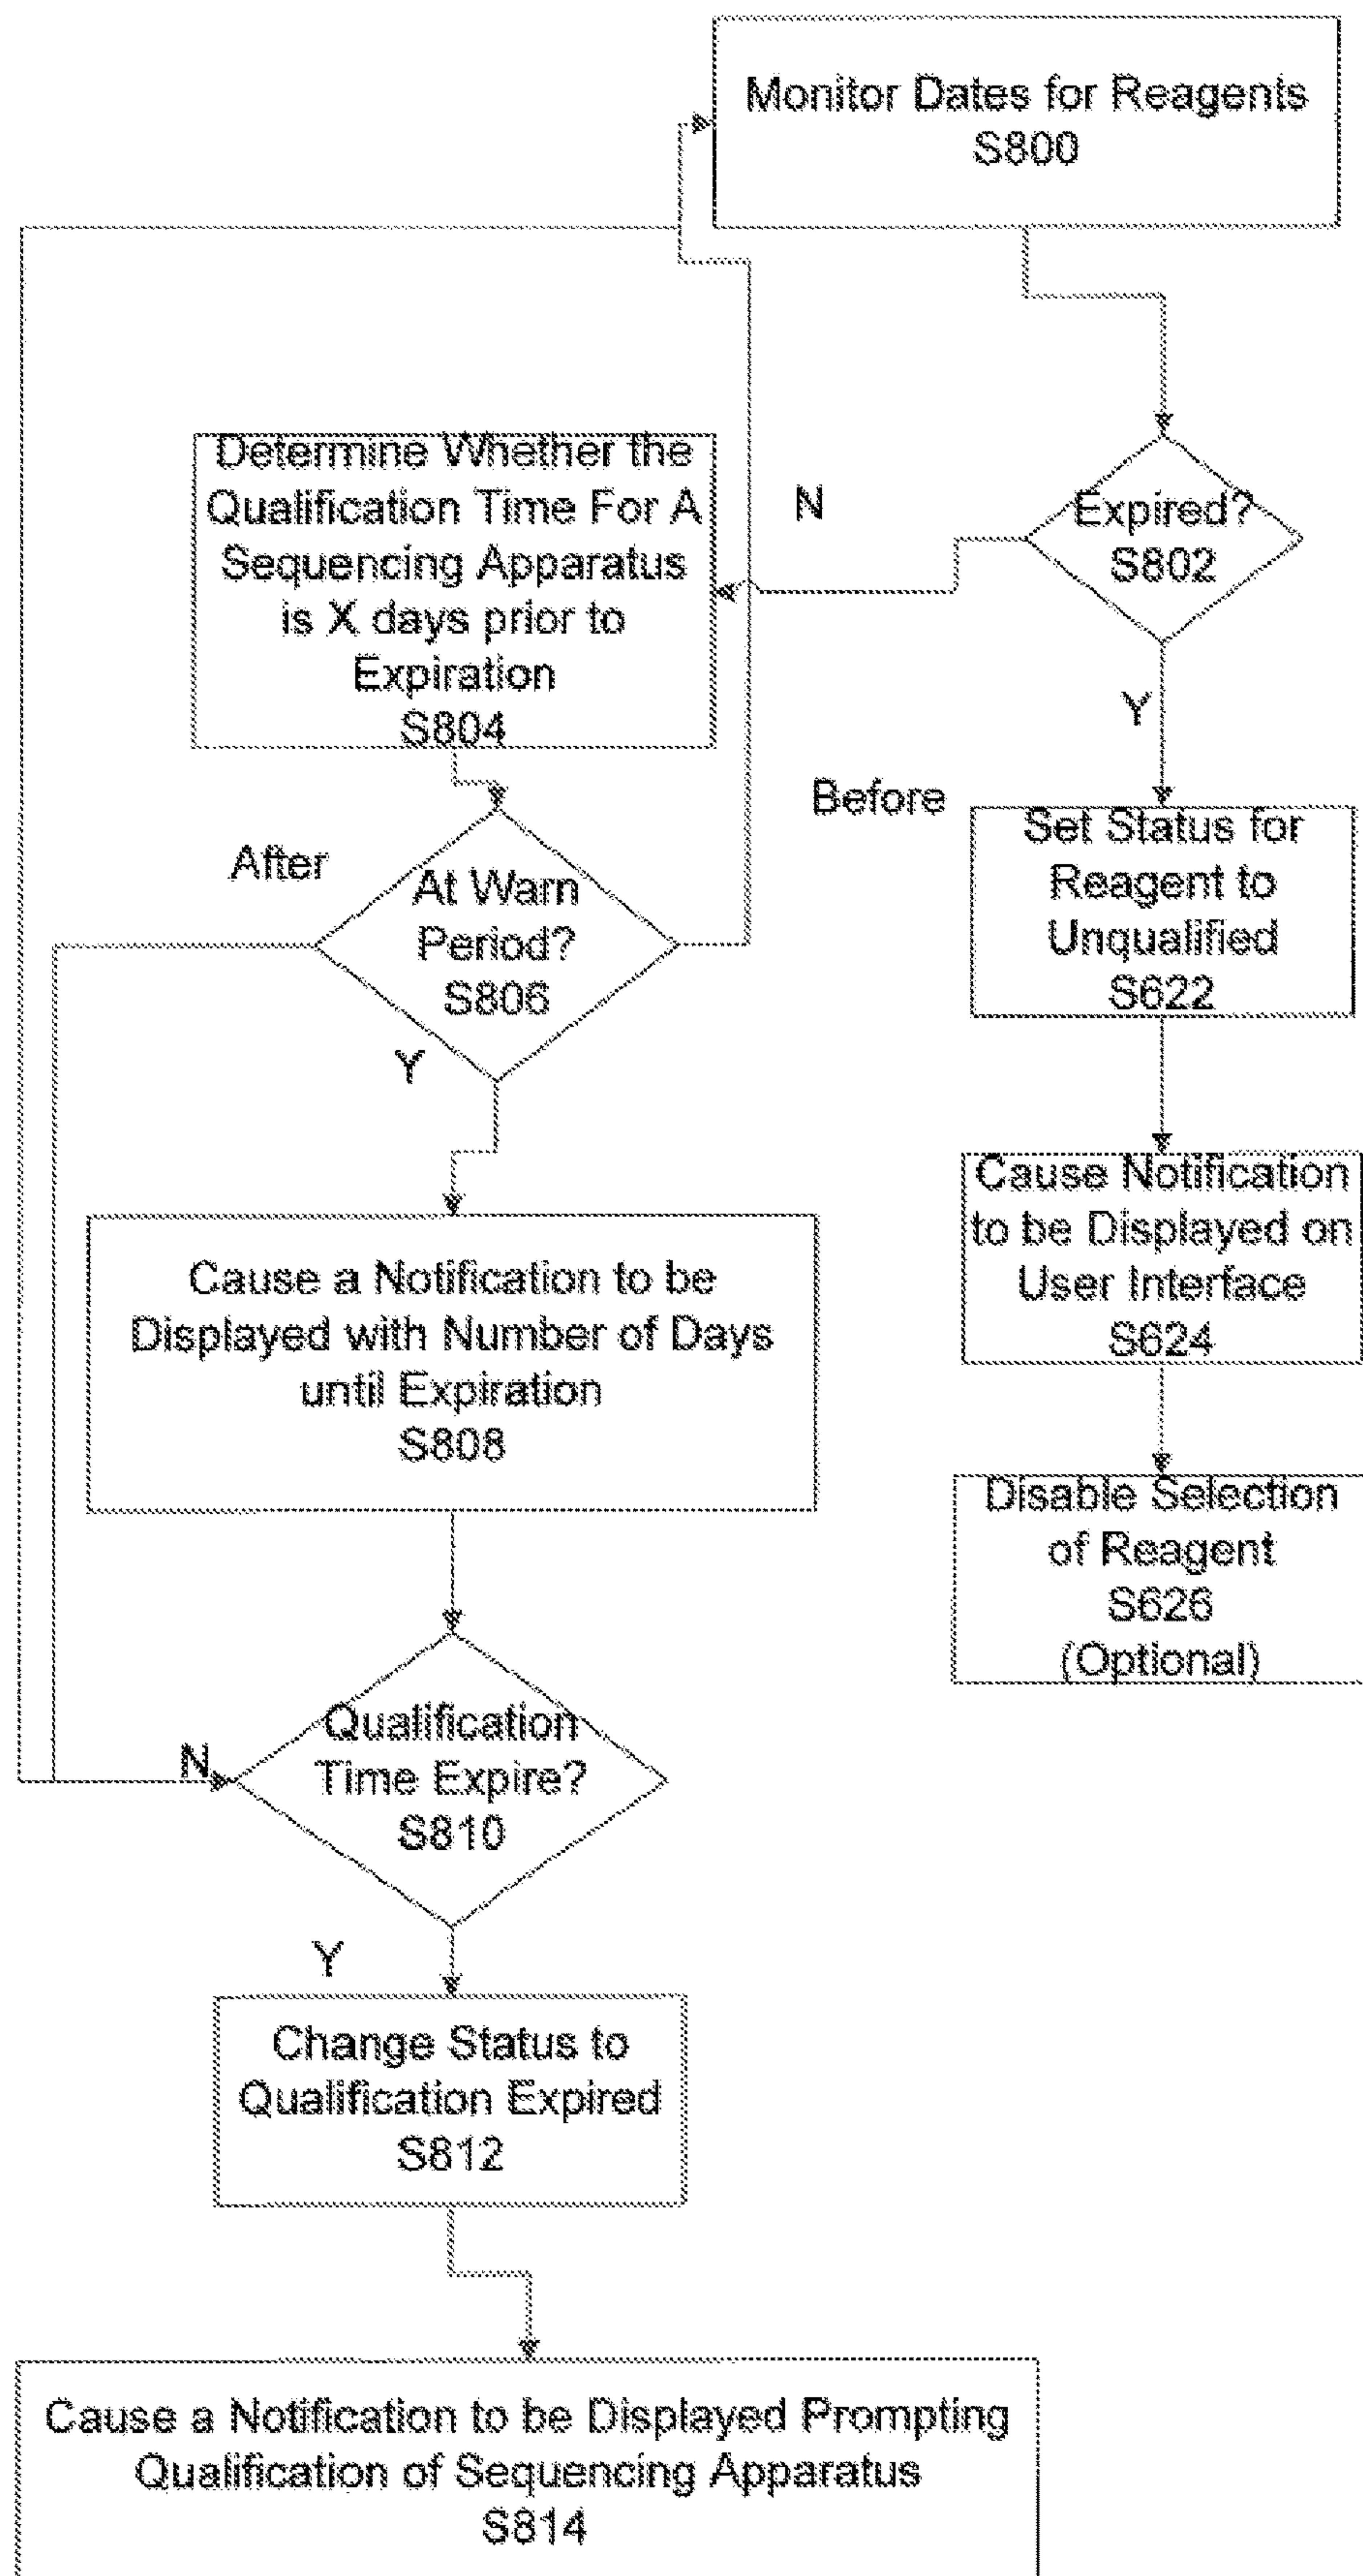 Monitor Dates for Reagents
S800
Expired?
S802
N
Y
Determine Whether the
Qualification Time For A
Sequencing Apparatus
is X days prior to
Expiration
S804
Before
After
At Warn
Period?
S806
Y
Set Status for
Reagent to
Unqualified
S622
Cause Notification
to be Displayed on
User Interface
S624
Disable Selection
of Reagent
S626
(Optional)
Cause a Notification to be
Displayed with Number of Days
until Expiration
S808
N
Qualification
Time Expire?
S810
Y
Change Status to
Qualification Expired
S812
Cause a Notification to be Displayed Prompting
Qualification of Sequencing Apparatus
S814